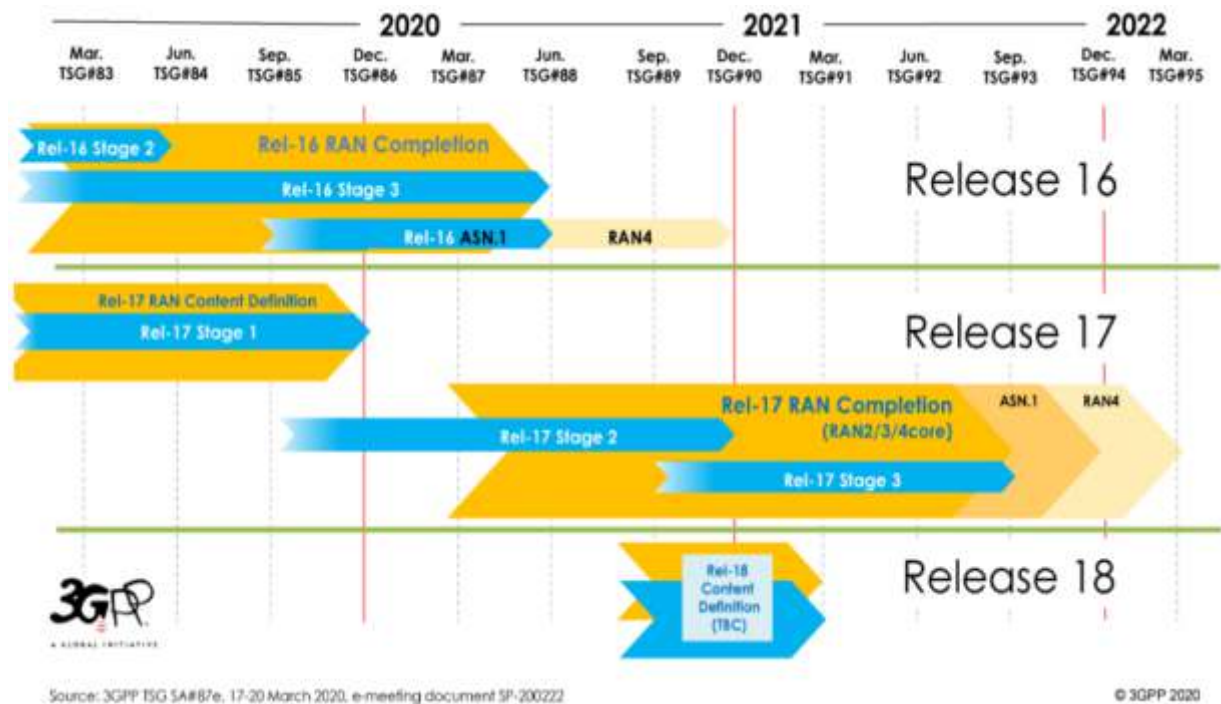 2020 2021 2022
Mar. Jun. Sep. Dec. Mar. Jun. Sep. Dec. Mar. Jun. Sep. Dec. Mar.
TSG#83 TSG#84 TSG#85 TSG#86 TSG#87 TSG#88 TSG#89 TSG#90 TSG#91 TSG#92 TSG#93 TSG#94 TSG#95
Rel-16 Stage 2
Rel-16 RAN Completion
Rel-16 Stage 3
Release 16
Rel-16 ASN.1
RAN4
Rel-17 RAN Content Definition
Rel-17 Stage 1
Release 17
Rel-17 RAN Completion
(RAN2/3/4core)
ASN.1
RAN4
Rel-17 Stage 2
Rel-17 Stage 3
Rel-18
Content
Definition
(TBC)
Release 18
3GPP
A GLOBAL INITIATIVE
Source: 3GPP TSG SA#87e, 17-20 March 2020, e-meeting document SP-200222
© 3GPP 2020